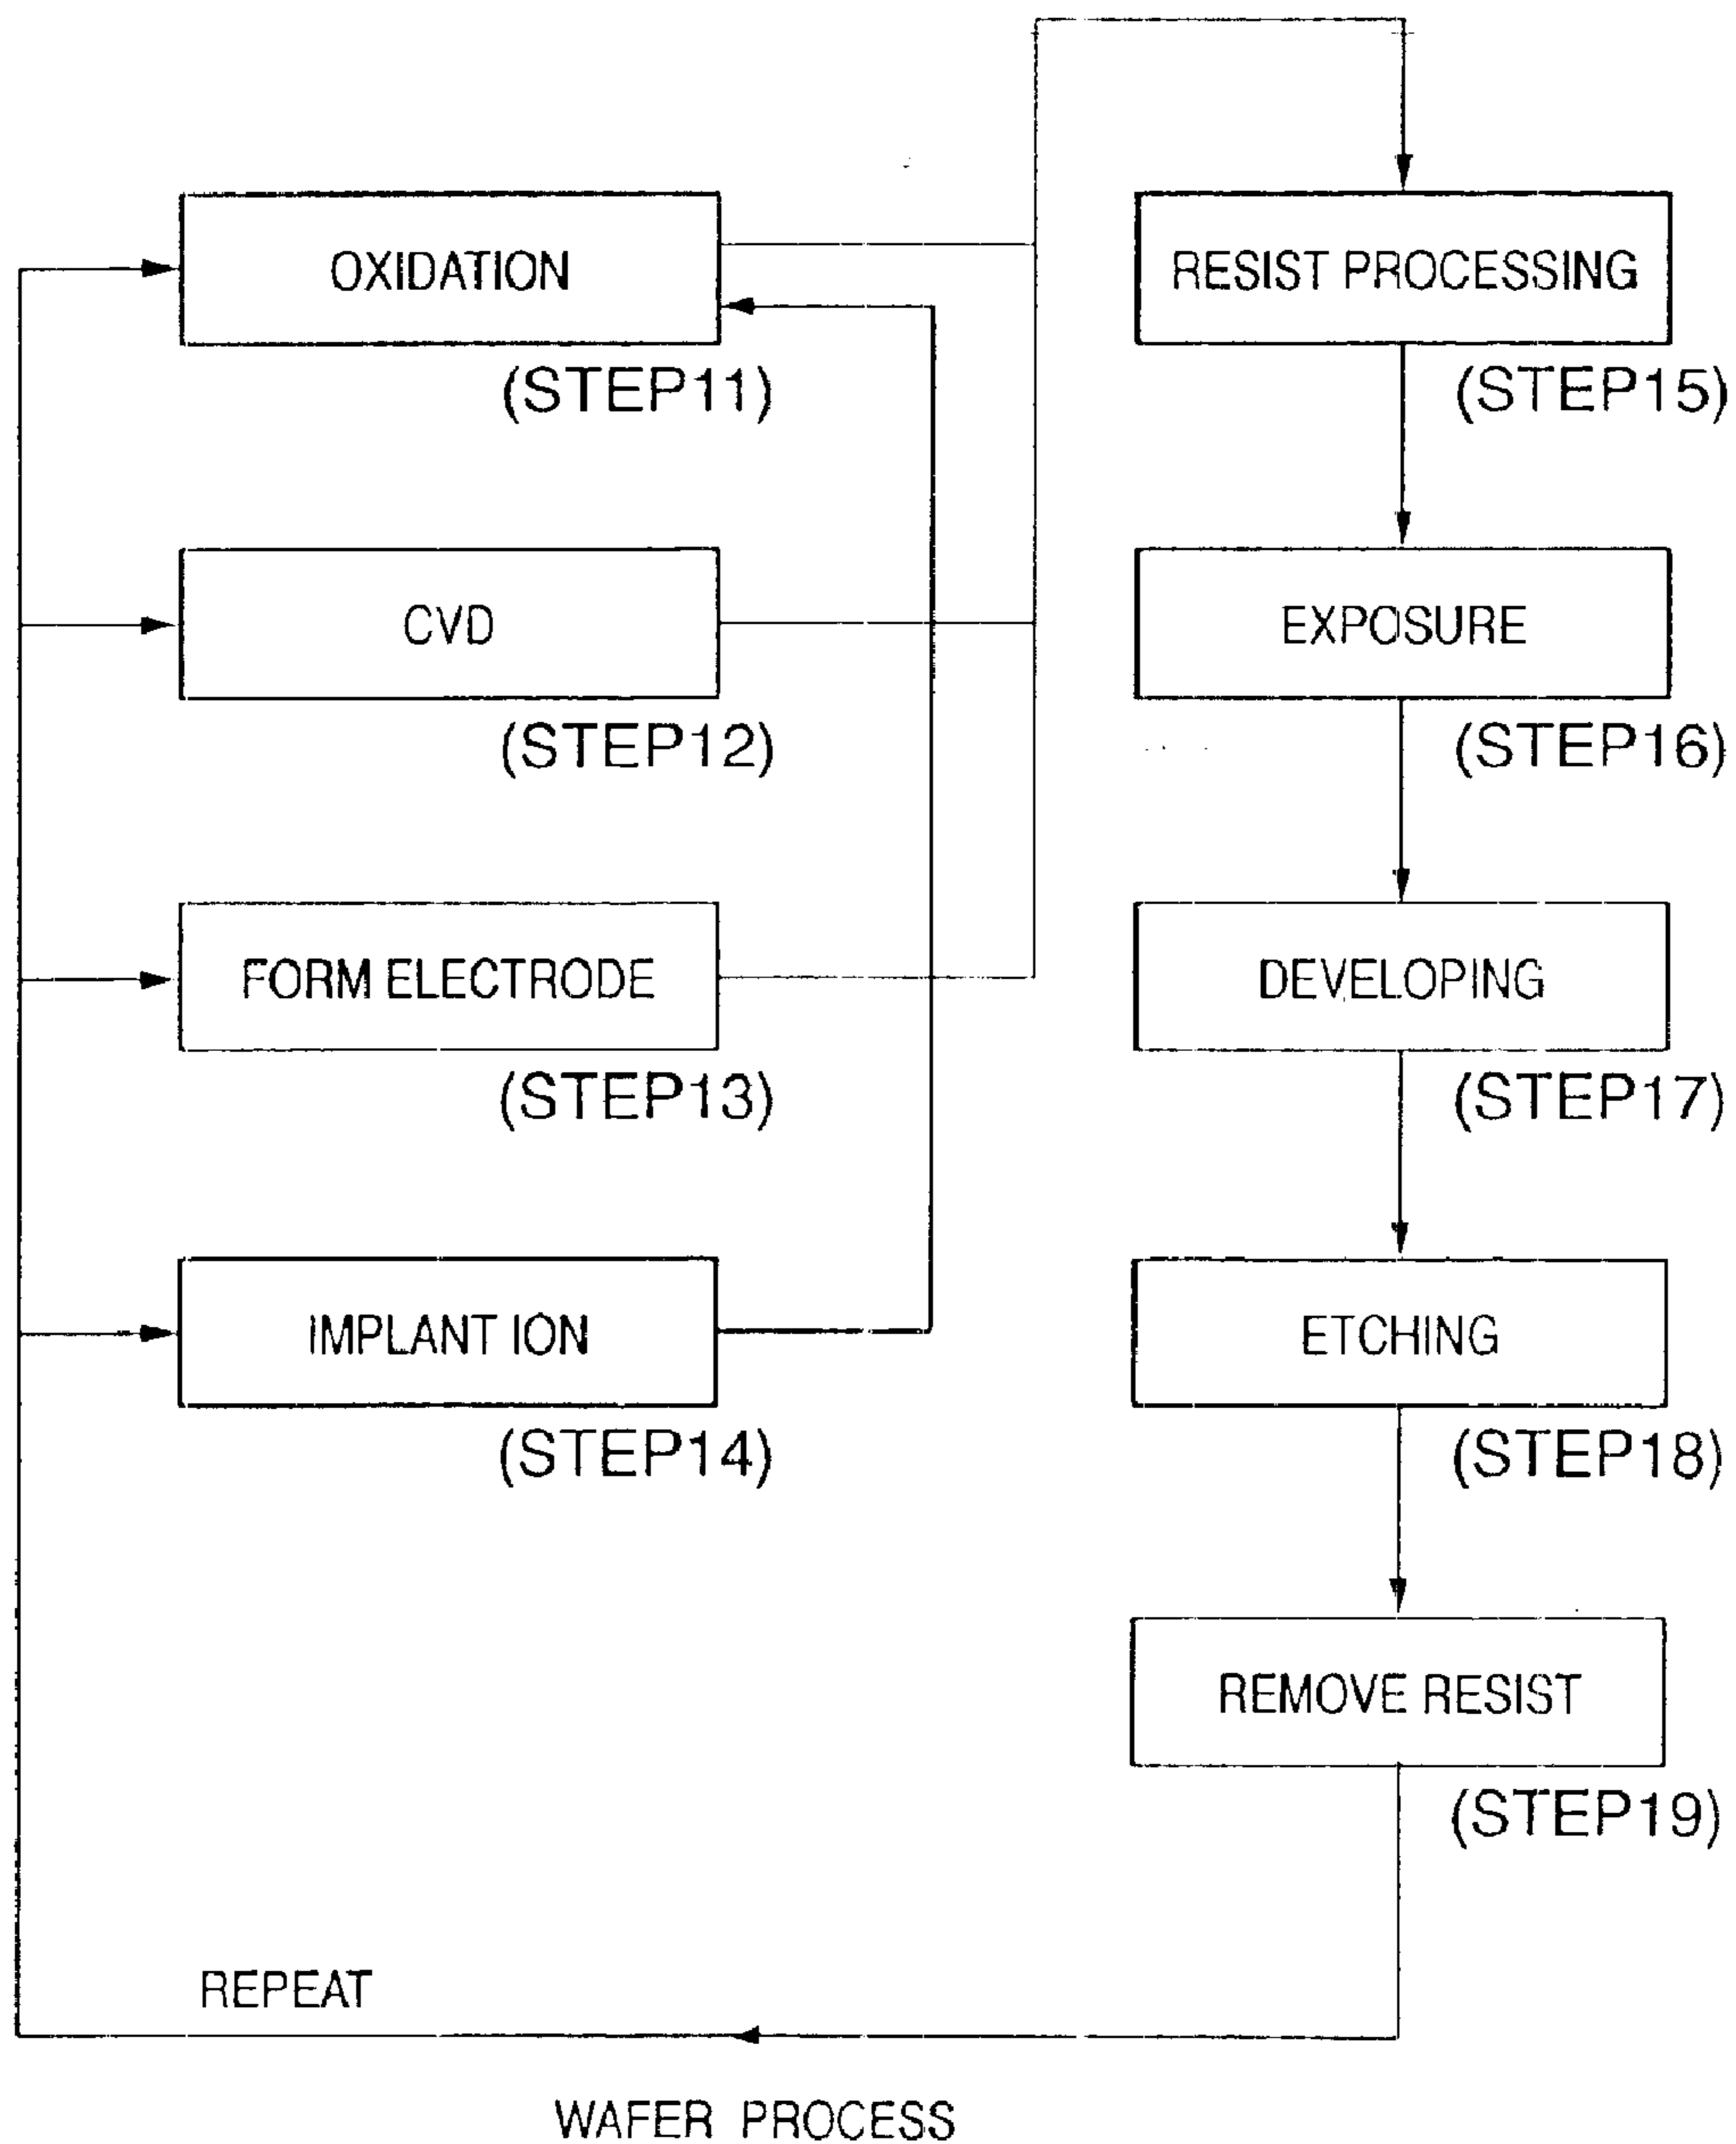 OXIDATION
(STEP11)
CVD
(STEP12)
FORM ELECTRODE
(STEP13)
IMPLANT ION
(STEP14)
RESIST PROCESSING
(STEP15)
EXPOSURE
(STEP16)
DEVELOPING
(STEP17)
ETCHING
(STEP18)
REMOVE RESIST
(STEP19)
REPEAT
WAFER PROCESS